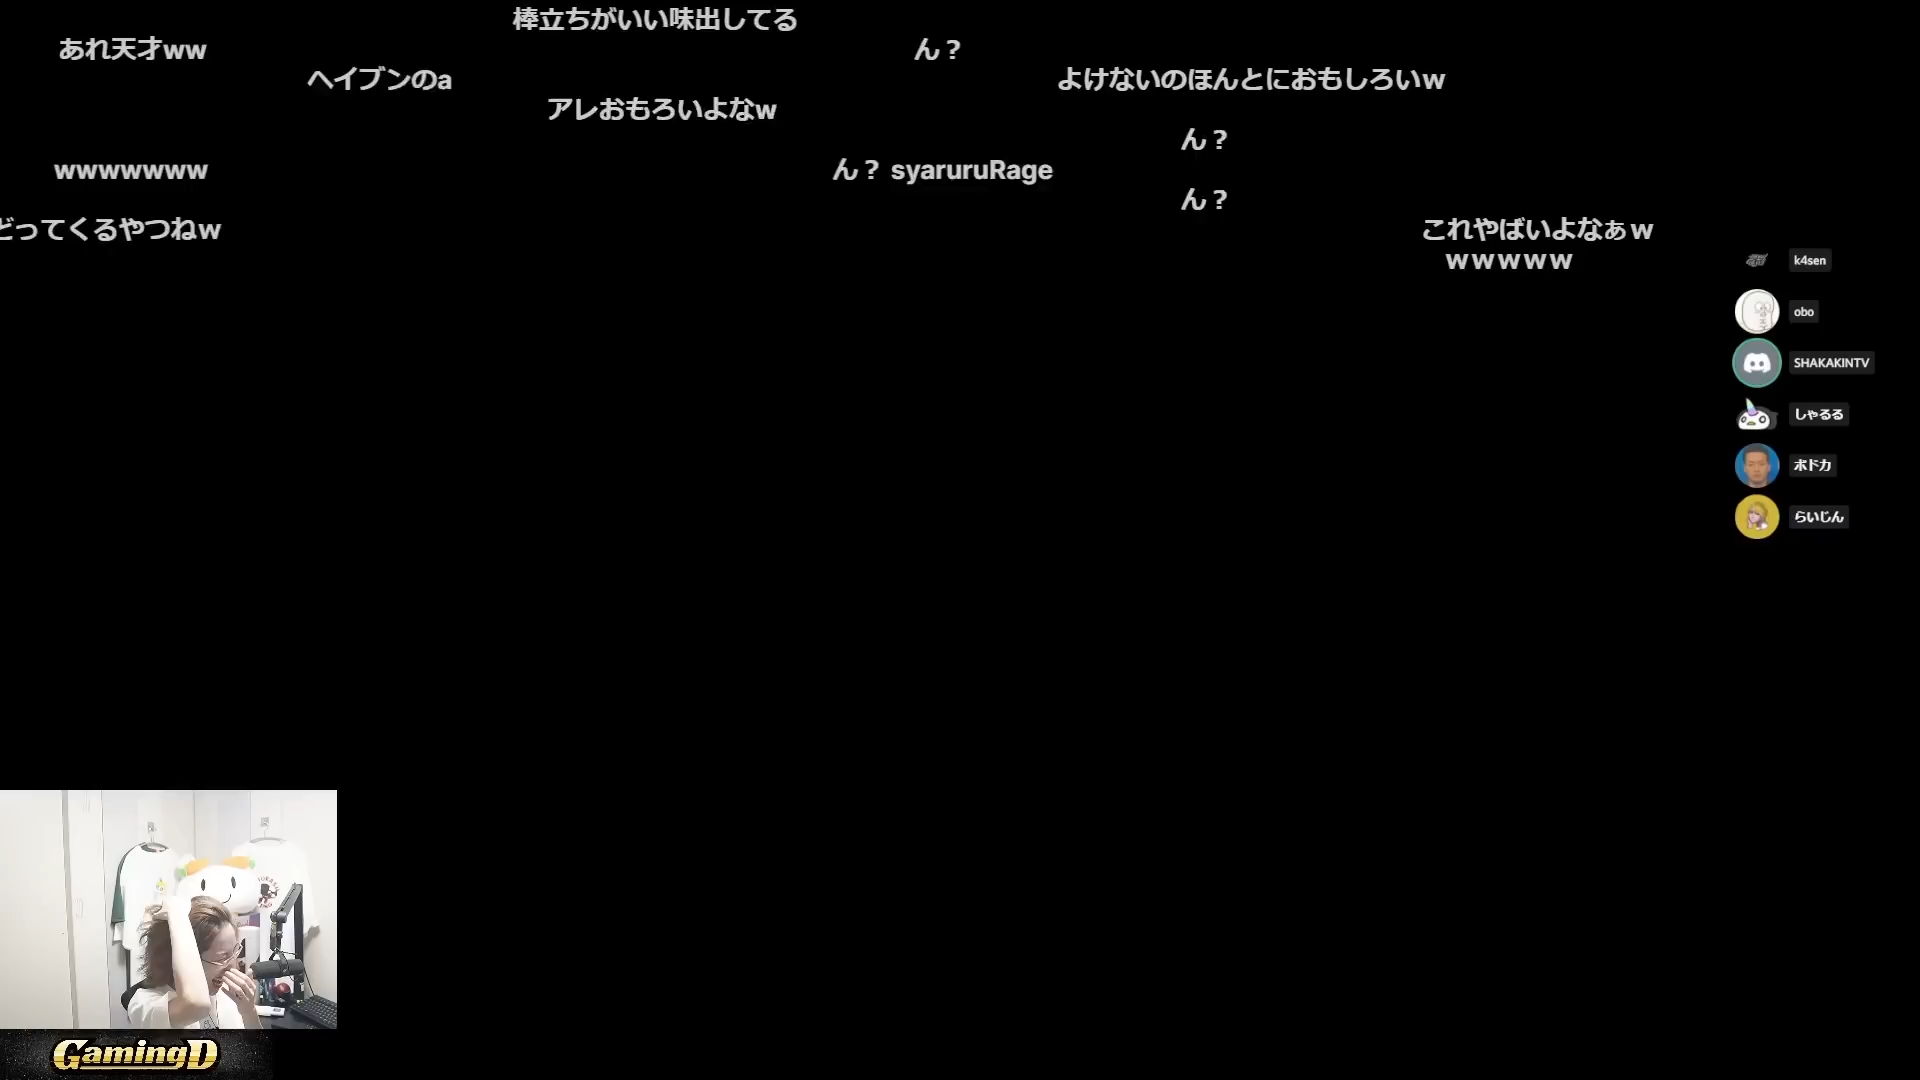 棒立ちがいい味出してる
あれ天才ww
ん？
ヘイブンのa
よけないのほんとにおもしろいw
アレおもろいよなw
ん？
wwwwwww
ん？ syaruruRage
ん？
どってくるやつねw
これやばいよなぁｗ
ｗｗｗｗｗ
k4sen
obo
SHAKAKINTV
しゃるる
ボドカ
らいじん
GamingD